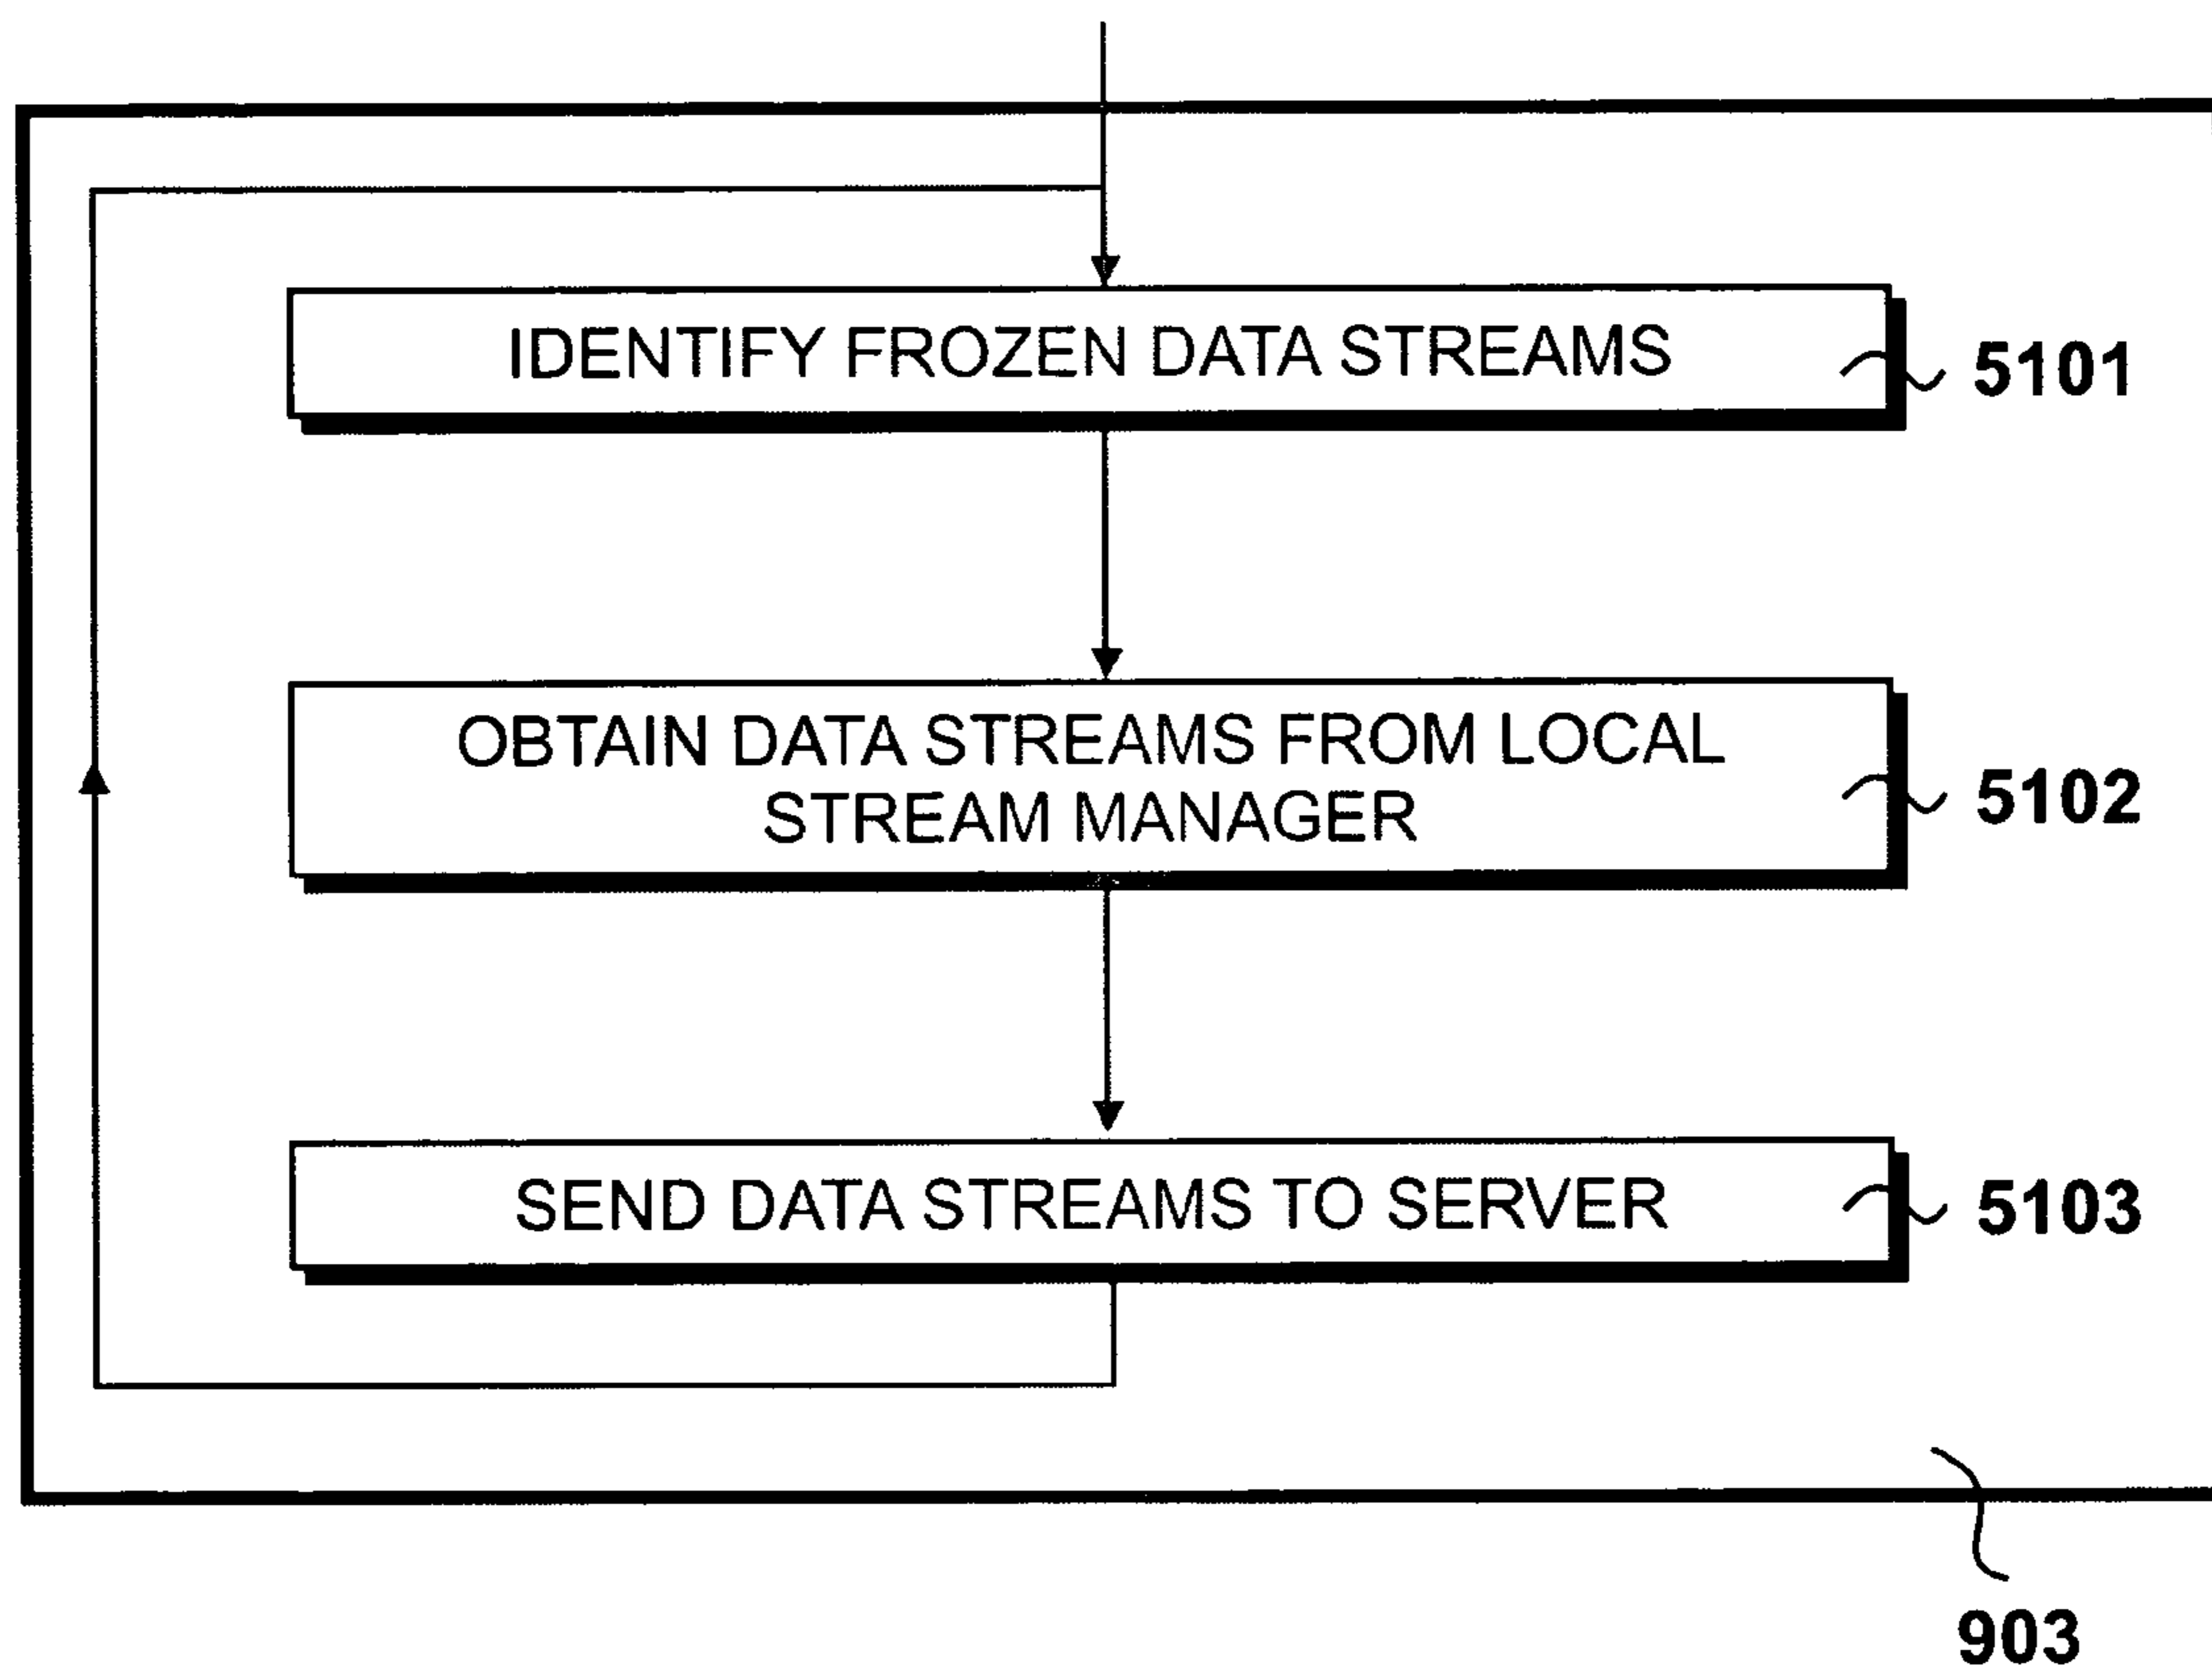 IDENTIFY FROZEN DATA STREAMS
5101
OBTAIN DATA STREAMS FROM LOCAL
STREAM MANAGER
5102
SEND DATA STREAMS TO SERVER
5103
903